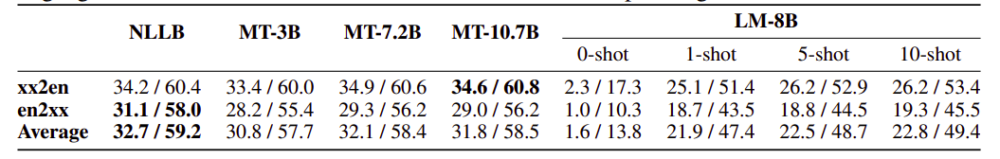 NLLB MT-3B MT-7.2B MT-10.7B LM-8B
0-shot 1-shot 5-shot 10-shot
xx2en 34.2 / 60.4 33.4 / 60.0 34.9 / 60.6 34.6 / 60.8 2.3 / 17.3 25.1 / 51.4 26.2 / 52.9 26.2 / 53.4
en2xx 31.1 / 58.0 28.2 / 55.4 29.3 / 56.2 29.0 / 56.2 1.0 / 10.3 18.7 / 43.5 18.8 / 44.5 19.3 / 45.5
Average 32.7 / 59.2 30.8 / 57.7 32.1 / 58.4 31.8 / 58.5 1.6 / 13.8 21.9 / 47.4 22.5 / 48.7 22.8 / 49.4